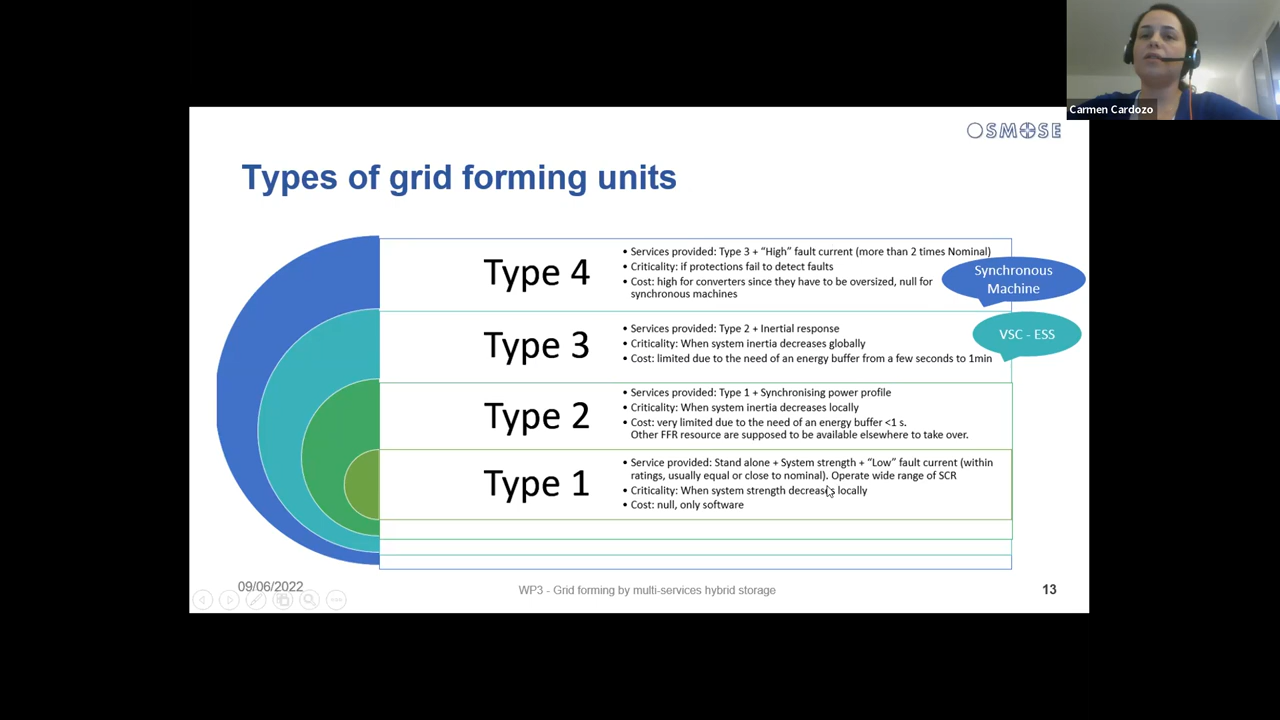 Carmen Cardozo
OSMOSE
Types of grid forming units
Type 4
• Services provided: Type 3 + “High” fault current (more than 2 times Nominal)
• Criticality: if protections fail to detect faults
• Cost: high for converters since they have to be oversized, null for
synchronous machines
Synchronous
Machine
Type 3
• Services provided: Type 2 + Inertial response
• Criticality: When system inertia decreases globally
• Cost: limited due to the need of an energy buffer from a few seconds to 1min
VSC - ESS
Type 2
• Services provided: Type 1 + Synchronising power profile
• Criticality: When system inertia decreases locally
• Cost: very limited due to the need of an energy buffer <1 s.
Other FFR resource are supposed to be available elsewhere to take over.
Type 1
• Service provided: Stand alone + System strength + “Low” fault current (within
ratings, usually equal or close to nominal). Operate wide range of SCR
• Criticality: When system strength decreases locally
• Cost: null, only software
09/06/2022
WP3 - Grid forming by multi-services hybrid storage
13